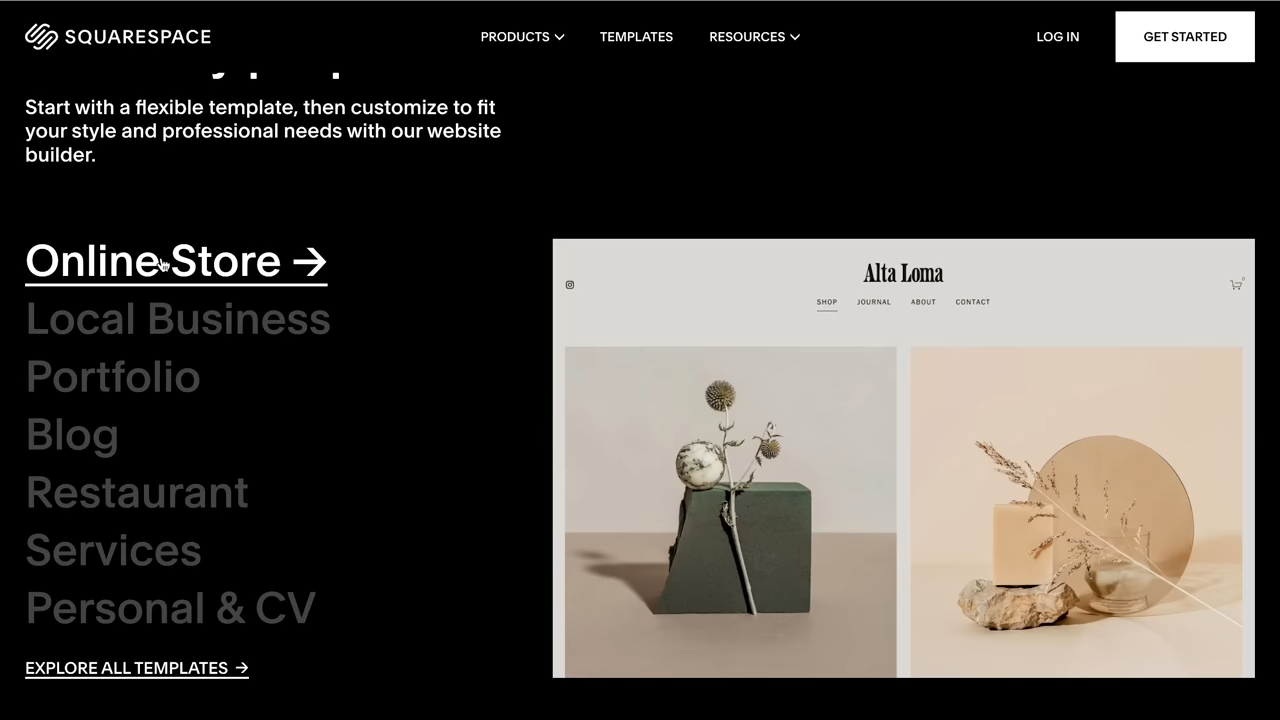 SQUARESPACE
PRODUCTS
TEMPLATES
RESOURCES
LOG IN
GET STARTED
Start with a flexible template, then customize to fit
your style and professional needs with our website
builder.
Online Store →
Local Business
Portfolio
Blog
Restaurant
Services
Personal & CV
EXPLORE ALL TEMPLATES →
Alta Loma
SHOP
JOURNAL
ABOUT
CONTACT
0